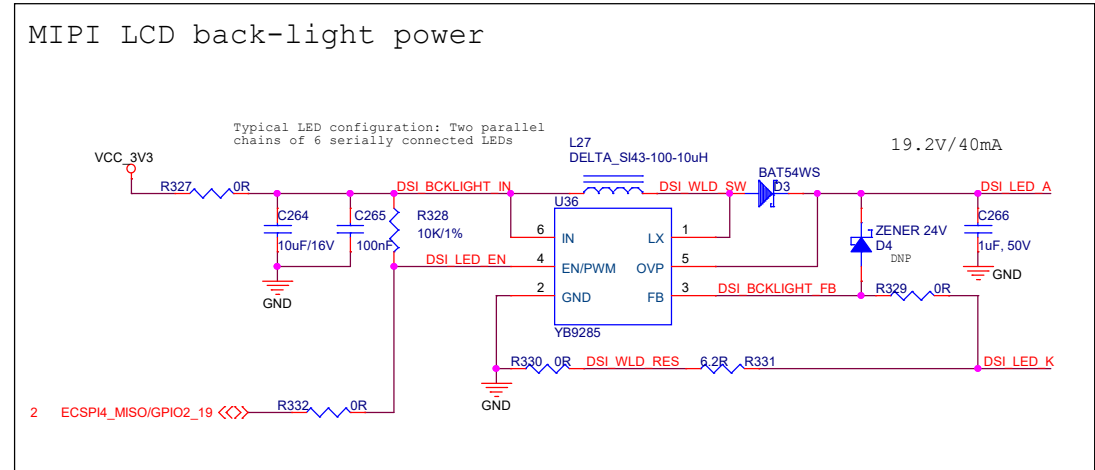 MIPI LCD back-light power
Typical LED configuration: Two parallel
chains of 6 serially connected LEDs
L27
DELTA_SI43-100-10uH
19.2V/40mA
VCC_3V3
BAT54WS
R327
0R
DSI_BCKLIGHT_IN
DSI_WLD_SW
D3
DSI_LED_A
U36
C264
C265
R328
C266
10uF/16V
100nF
10K/1%
6
IN
LX
1
ZENER 24V
D4
1uF, 50V
DNP
DSI_LED_EN
4
EN/PWM
OVP
5
GND
GND
2
GND
FB
3
DSI_BCKLIGHT_FB
R329
0R
YB9285
R330
0R
DSI_WLD_RES
6.2R
R331
DSI_LED_K
GND
2
ECSPI4_MISO/GPIO2_19
R332
0R